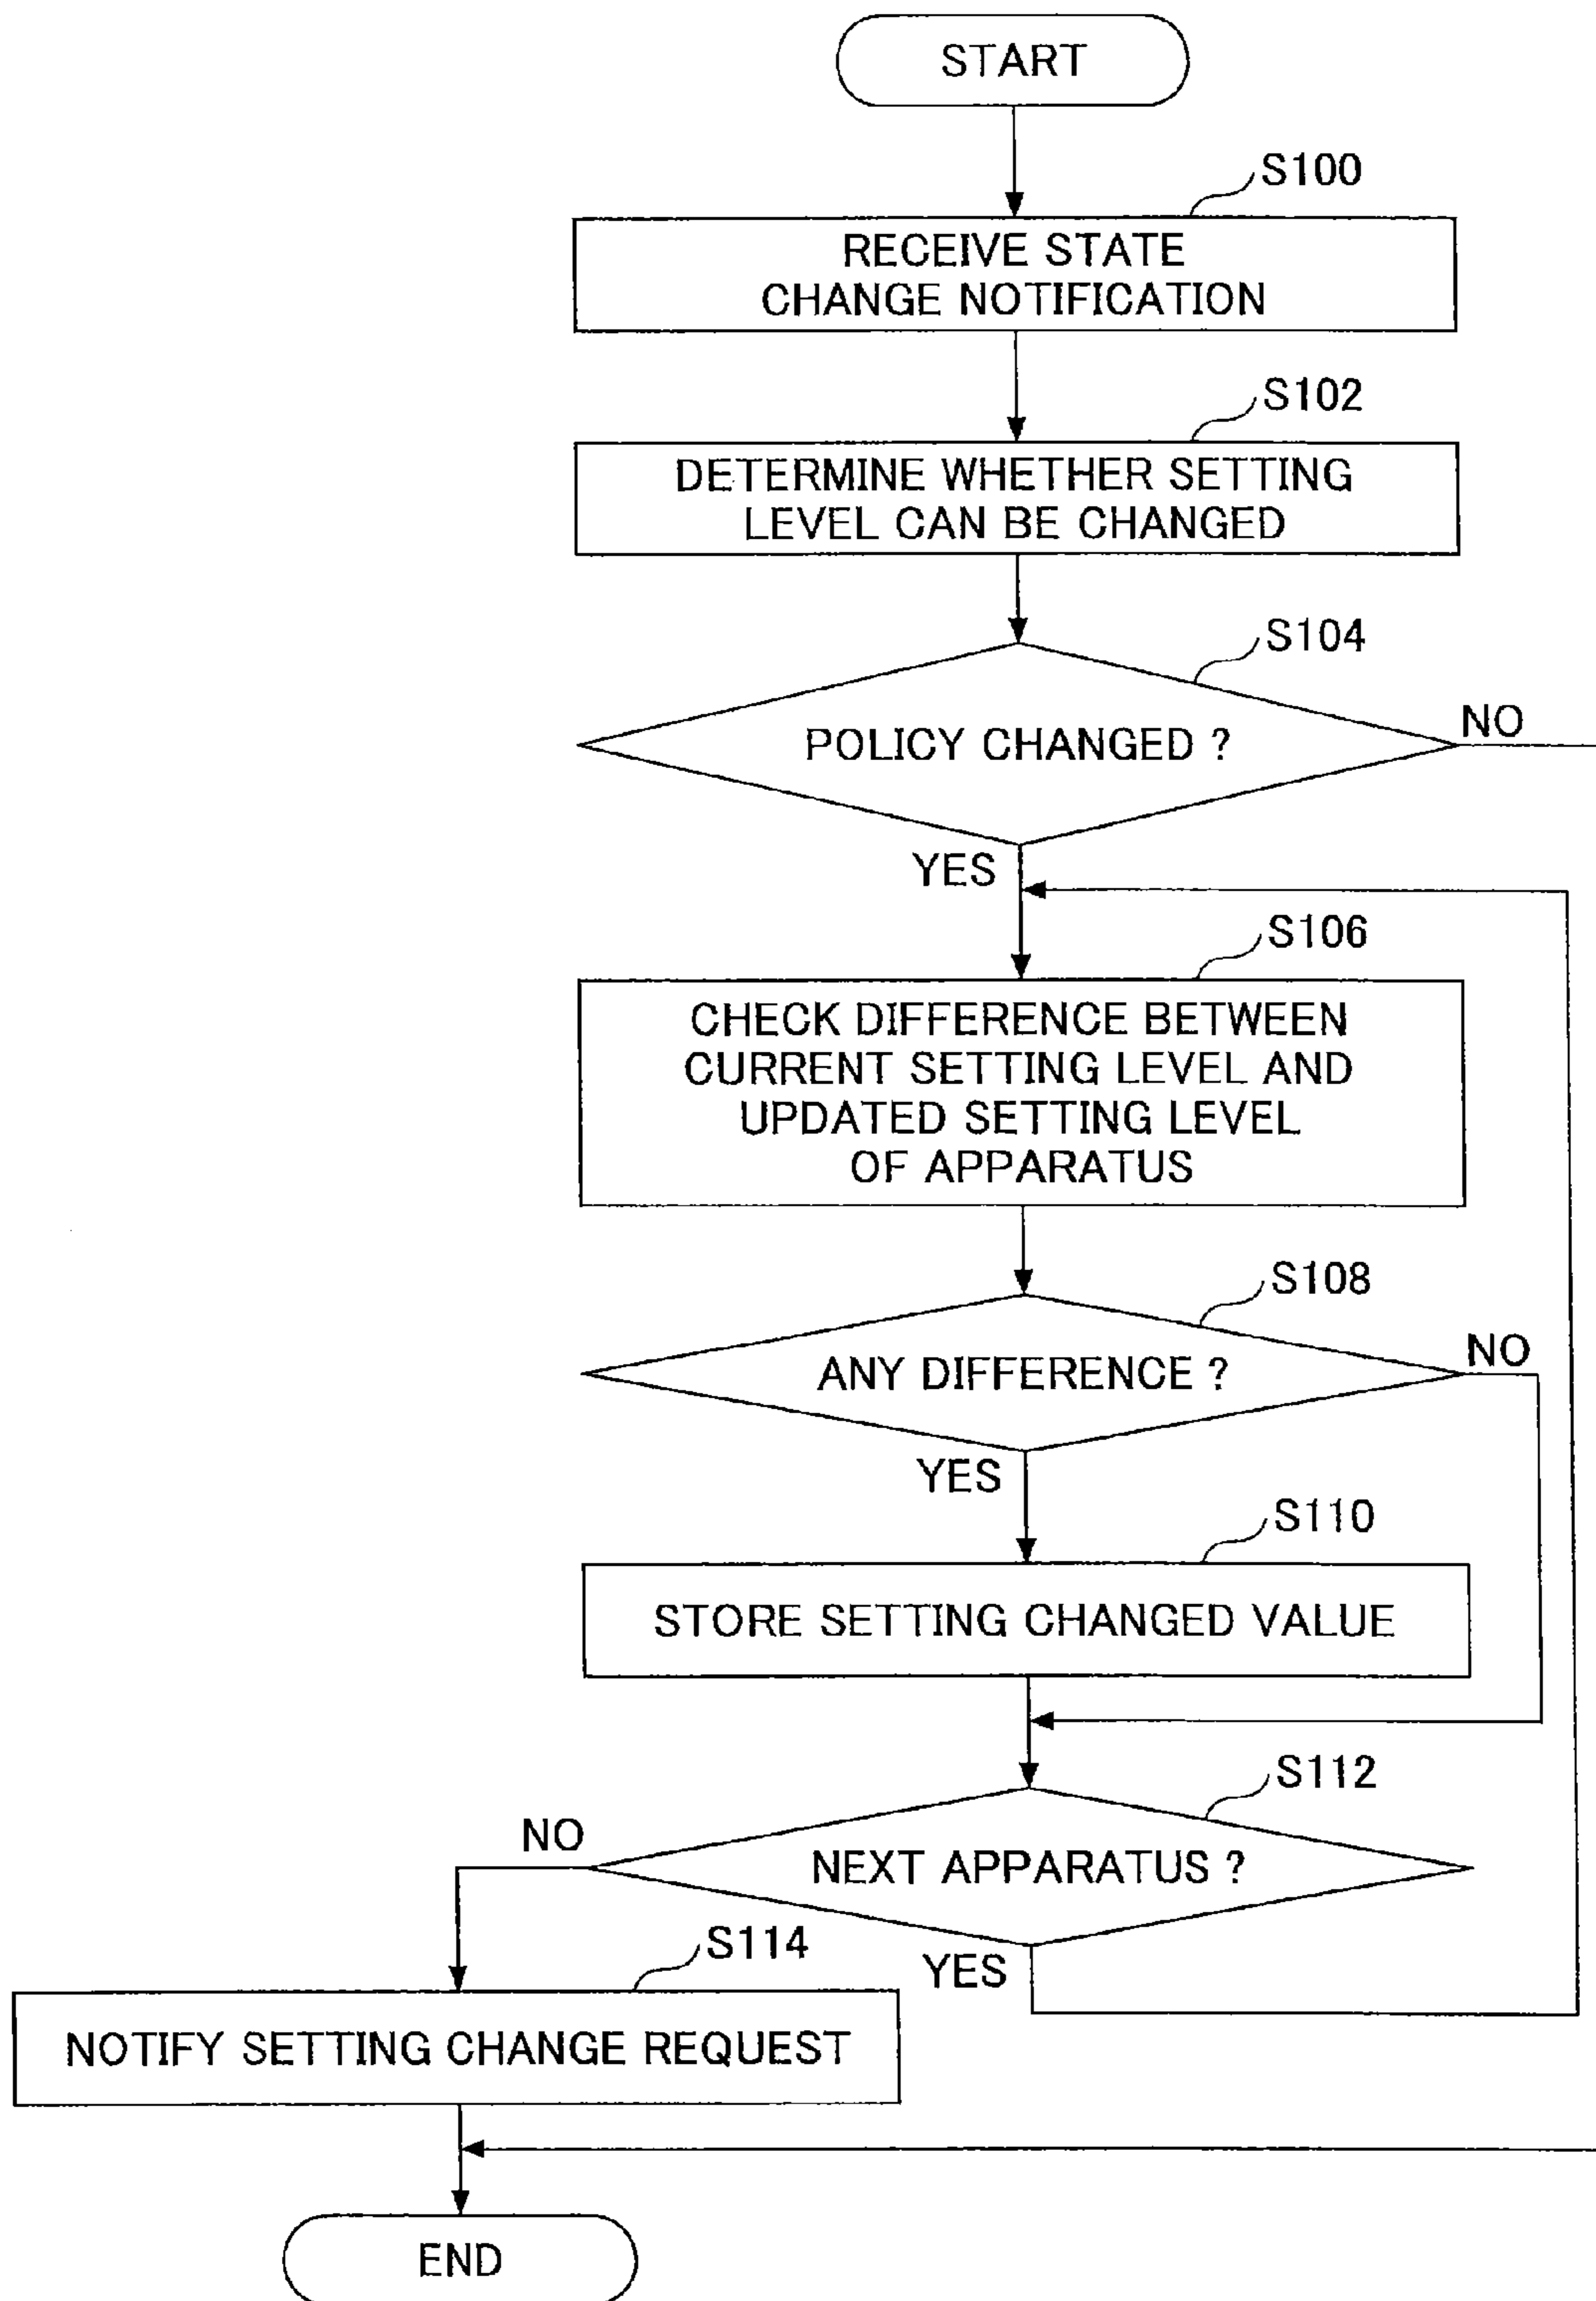 START
S100
RECEIVE STATE
CHANGE NOTIFICATION
S102
DETERMINE WHETHER SETTING
LEVEL CAN BE CHANGED
S104
POLICY CHANGED ?
NO
YES
S106
CHECK DIFFERENCE BETWEEN
CURRENT SETTING LEVEL AND
UPDATED SETTING LEVEL
OF APPARATUS
S108
ANY DIFFERENCE ?
NO
YES
S110
STORE SETTING CHANGED VALUE
S112
NEXT APPARATUS ?
NO
YES
S114
NOTIFY SETTING CHANGE REQUEST
END